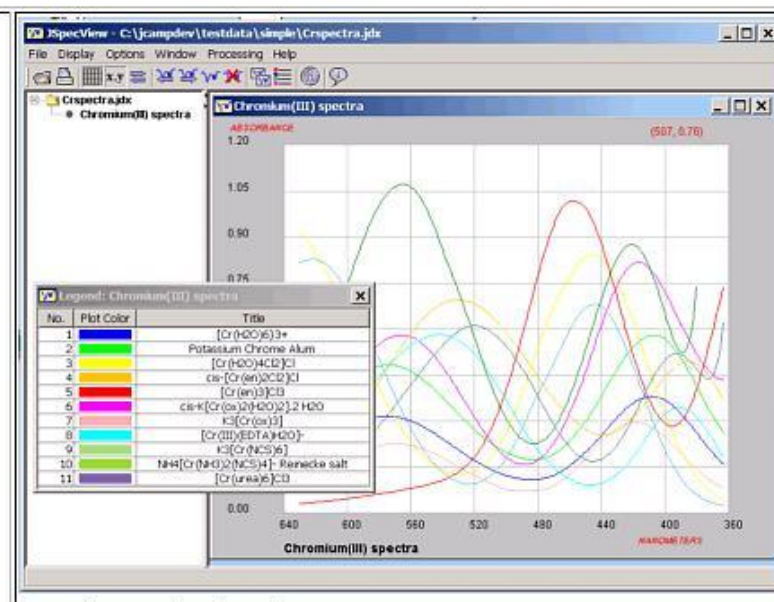 JSpecView - C:\jcampdev\testdata\simple\Crspectra.jdx
File Display Options Window Processing Help
x.y
Crspectra.jdx
Chromium(III) spectra
Chromium(III) spectra
ABSORBANCE
(587, 0.76)
1.20
1.05
0.90
0.75
Legend: Chromium(III) spectra
No. Plot Color Title
1 [Cr(H2O)6]3+
2 Potassium Chrome Alum
3 [Cr(H2O)4Cl2]Cl
4 cis-[Cr(en)2Cl2]Cl
5 [Cr(en)3]Cl3
6 cis-K[Cr(ox)2(H2O)2].2 H2O
7 K3[Cr(ox)3]
8 [Cr(III)(EDTA)H2O]-
9 K3[Cr(NCS)6]
10 NH4[Cr(NH3)2(NCS)4]- Reinecke salt
11 [Cr(urea)6]Cl3
0.00
640 600 560 520 480 440 400 360
Chromium(III) spectra
NANOMETERS